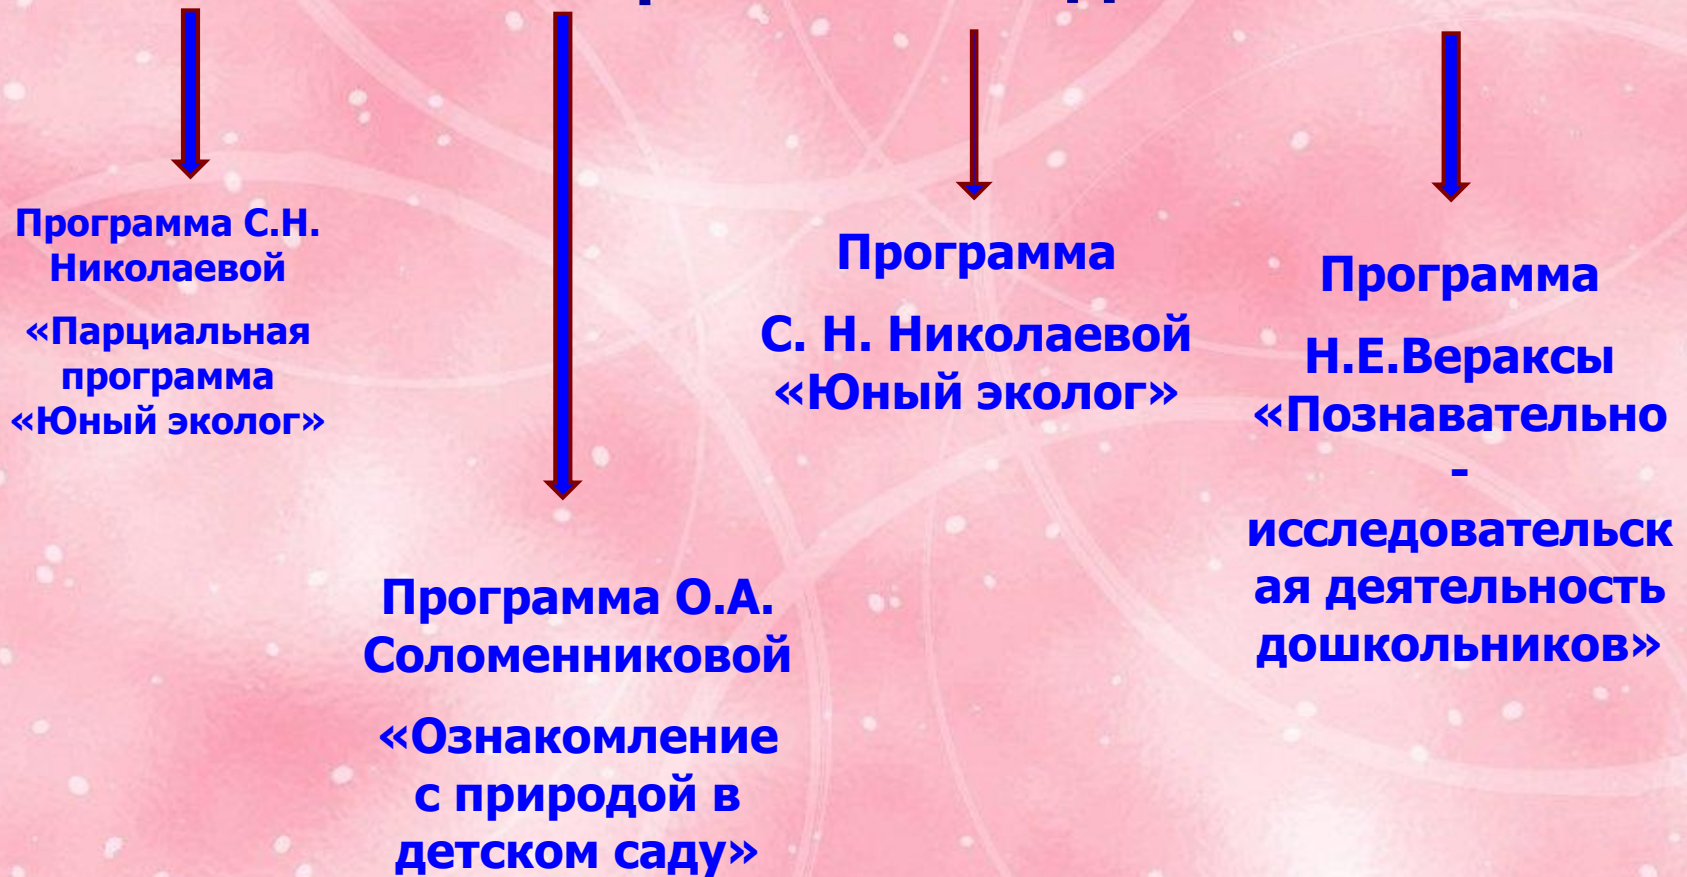 Программа С.Н.
Николаевой
«Парциальная
программа
«Юный эколог»
Программа О.А.
Соломенниковой
«Ознакомление
с природой в
детском саду»
Программа
С. Н. Николаевой
«Юный эколог»
Программа
Н.Е.Вераксы
«Познавательно
-
исследовательск
ая деятельность
дошкольников»